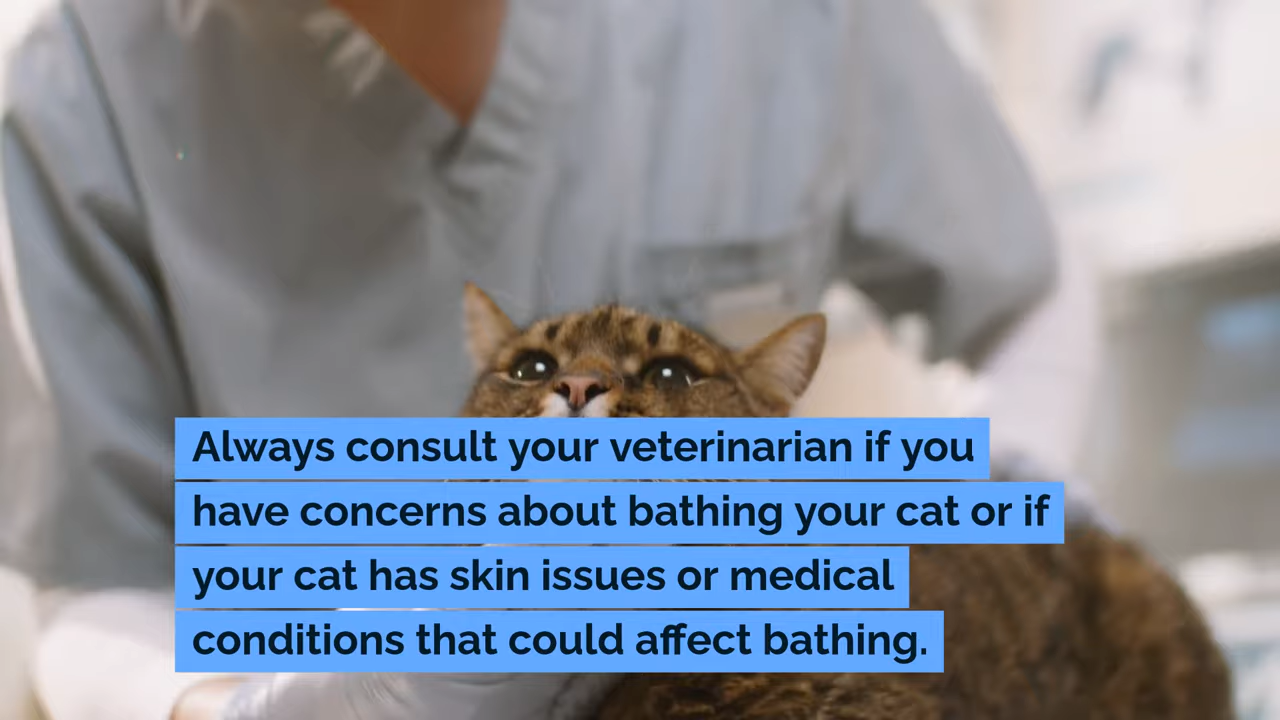 Always consult your veterinarian if you
have concerns about bathing your cat or if
your cat has skin issues or medical
conditions that could affect bathing.